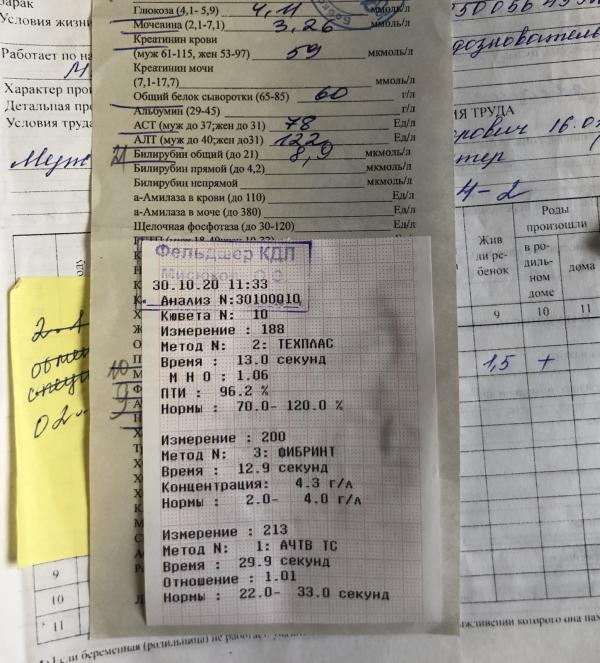 Глюкоза (4,1- 5,9) 4,11 ммоль/л
Мочевина (2,1-7,1) 3,26 ммоль/л
Креатинин крови
(муж 61-115, жен 53-97) 59 мкмоль/л
Креатинин мочи
(7,1-17,7) ммоль/л
Общий белок сыворотки (65-85) 60 г/л
Альбумин (29-45) г/л
АСТ (муж до 37;жен до 31) 78 Ед/л
АЛТ (муж до 40;жен до31) 122 Ед/л
21 Билирубин общий (до 21) 8,9 мкмоль/л
Билирубин прямой (до 4,2) мкмоль/л
Билирубин непрямой мкмоль/л
а-Амилаза в крови (до 110) Ед/л
а-Амилаза в моче (до 380) Ед/л
Щелочная фосфотаза (до 30-120) Ед/л
Фельдшер КДЛ
30.10.20 11:33
Анализ N:30100010
Кювета N: 10
Измерение : 188
Метод N: 2: ТЕХПЛАС
Время : 13.0 секунд
М Н О : 1.06
ПТИ : 96.2 %
Нормы : 70.0- 120.0 %
Измерение : 200
Метод N: 3: ФИБРИНТ
Время : 12.9 секунд
Концентрация: 4.3 г/л
Нормы : 2.0- 4.0 г/л
Измерение : 213
Метод N: 1: АЧТВ ТС
Время : 29.9 секунд
Отношение : 1.01
Нормы : 22.0- 33.0 секунд
Условия
Работает по
Характер
Детальная
Условия труда
9
10
11
ИЯ ТРУДА
4-2
Жив
ли ре-
бенок
Роды
произошли
в ро-
диль-
ном
доме
дома
9 10 11
1,5 +